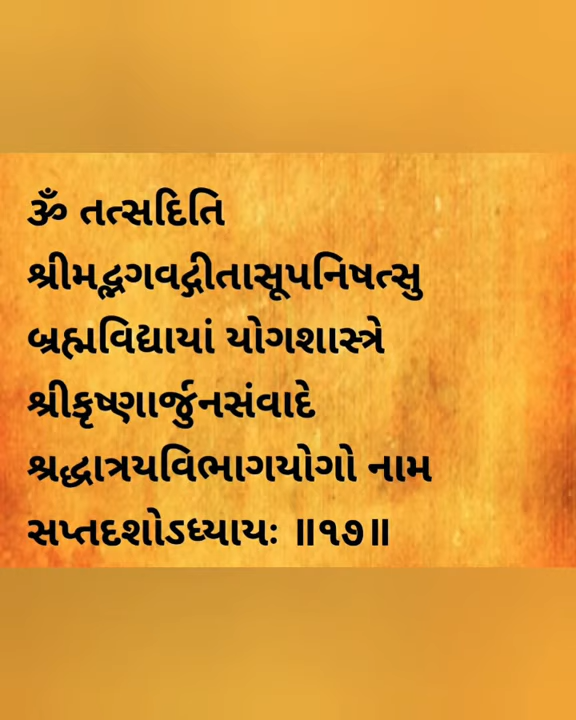 ૐ તત્સદિતિ
શ્રીમદ્ભગવદ્ગીતાસૂપનિષત્સુ
બ્રહ્મવિદ્યાયાં યોગશાસ્ત્રે
શ્રીકૃષ્ણાર્જુનસંવાદે
શ્રદ્ધાત્રયવિભાગયોગો નામ
સપ્તદશોઽધ્યાયઃ ॥૧૭॥